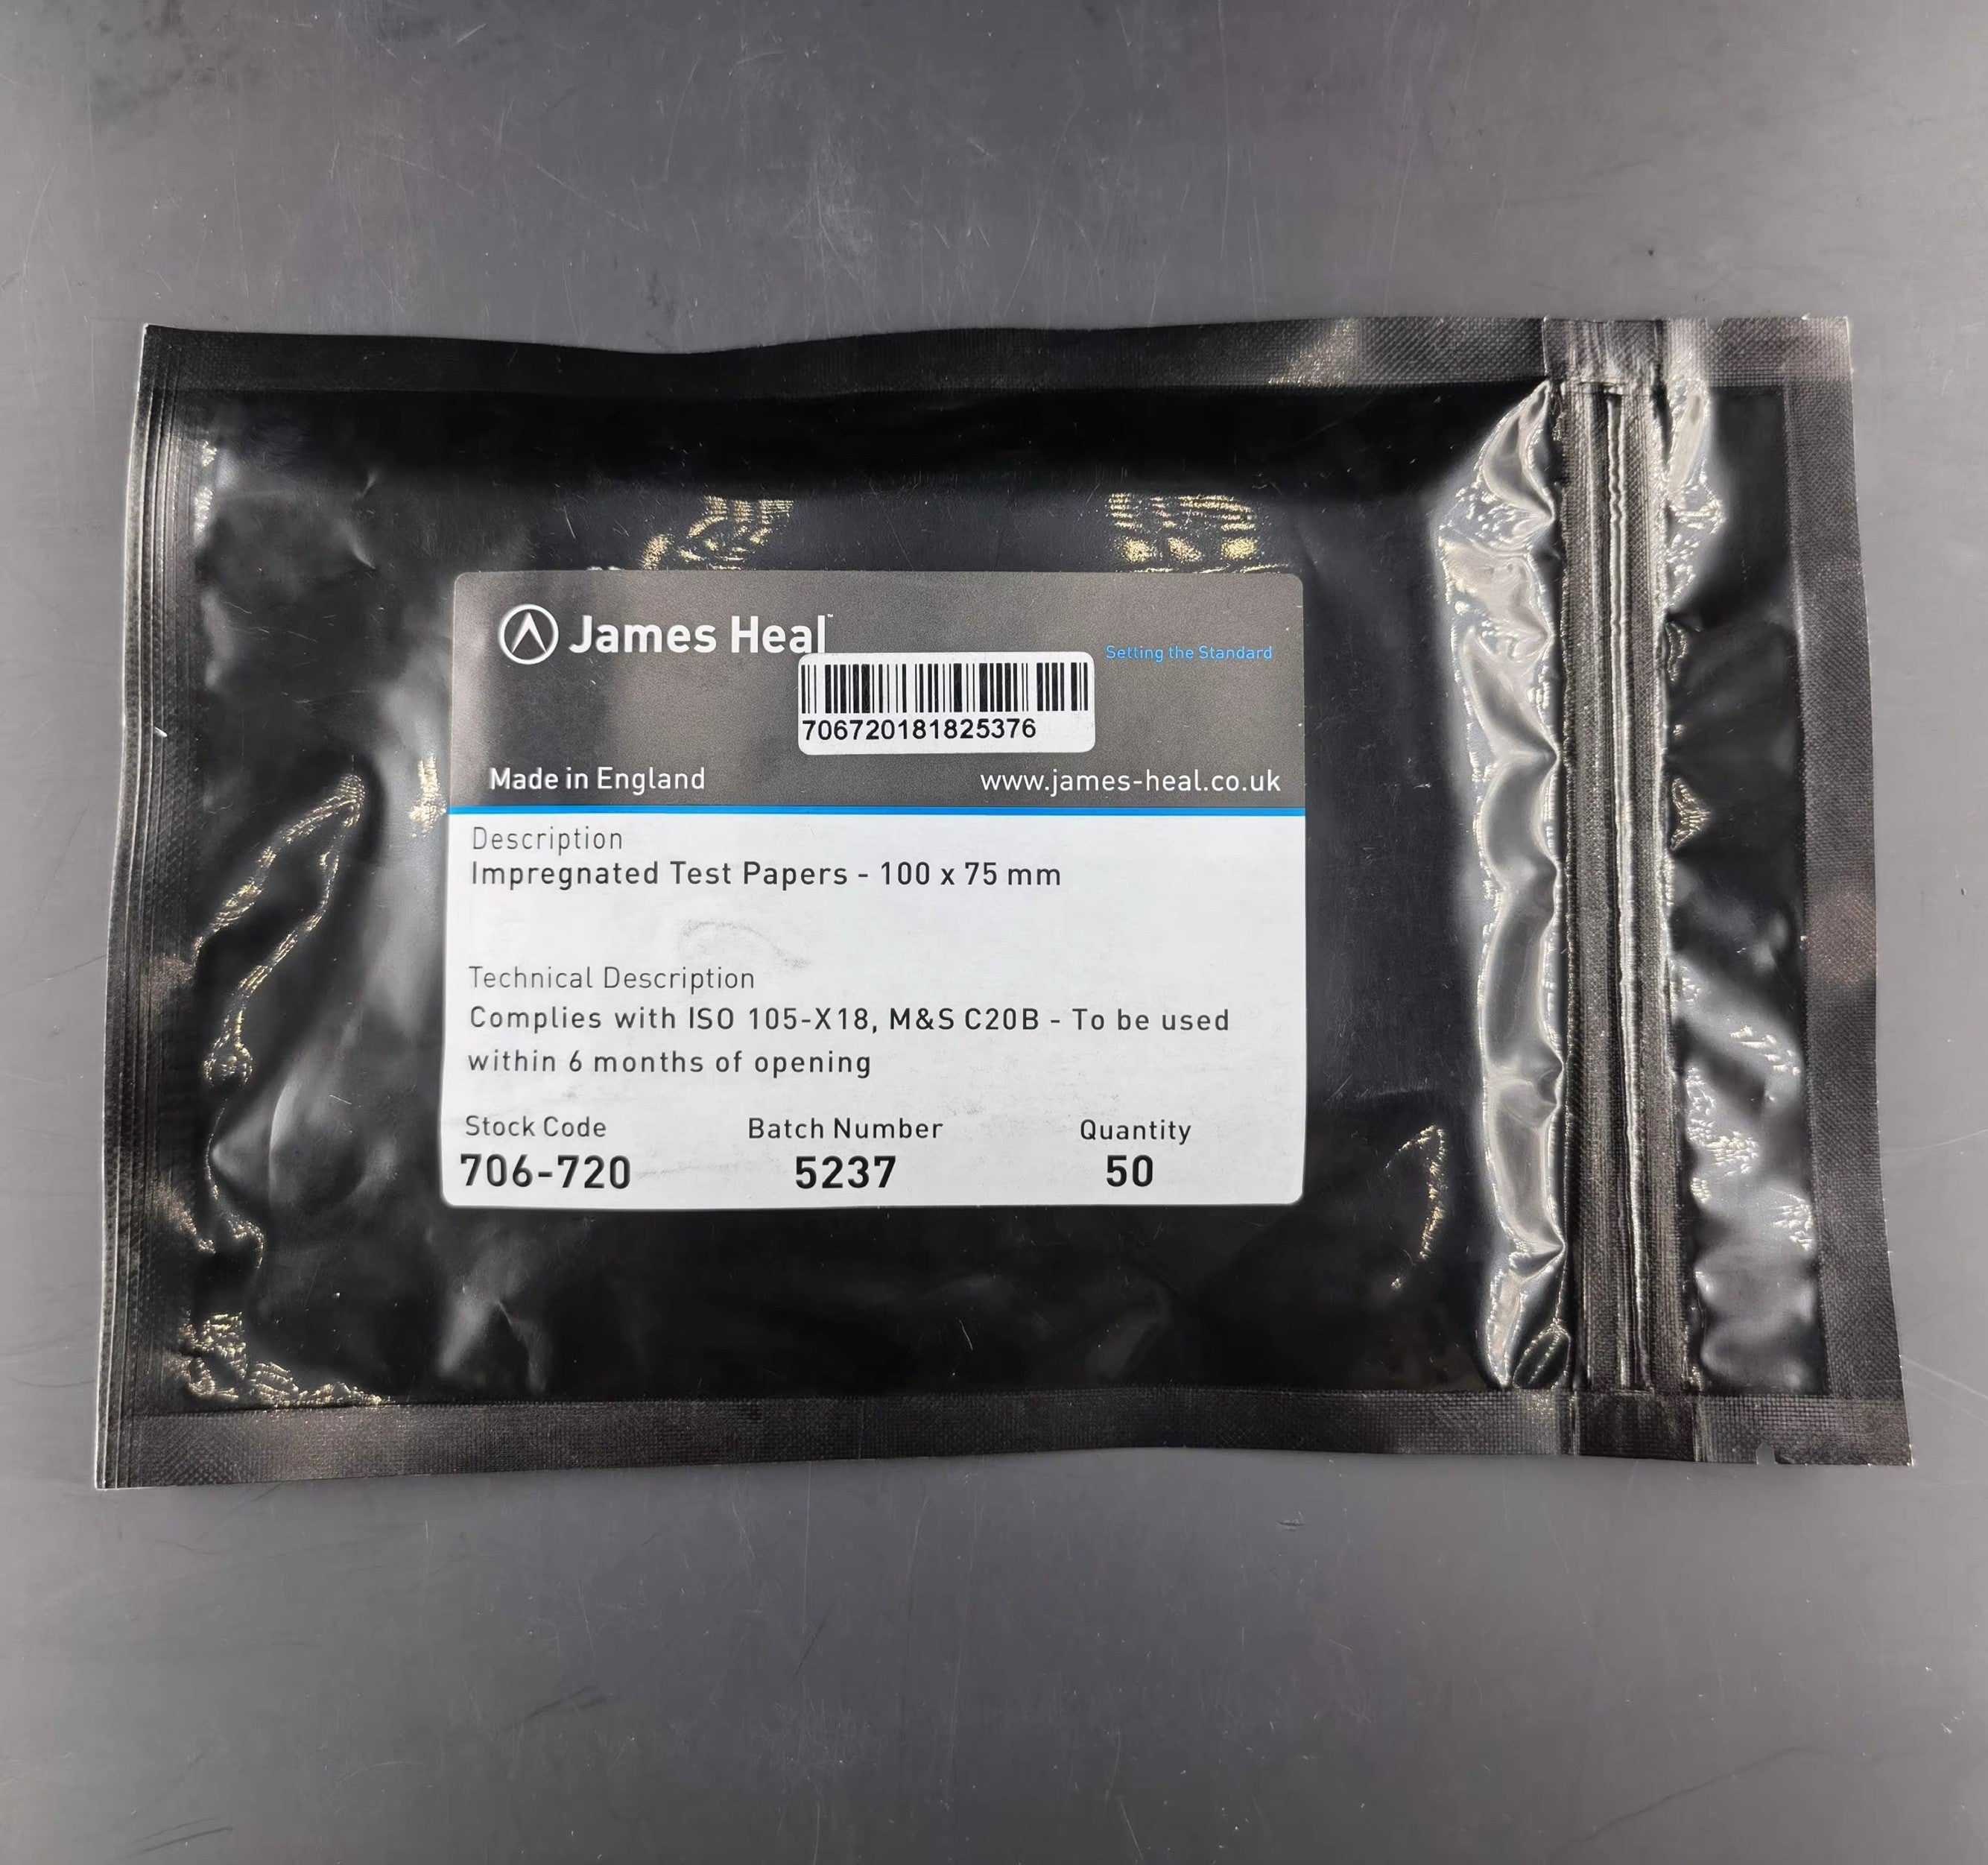 James Heal™
Setting the Standard
706720181825376
Made in England
www.james-heal.co.uk
Description
Impregnated Test Papers - 100 x 75 mm
Technical Description
Complies with ISO 105-X18, M&S C20B - To be used
within 6 months of opening
Stock Code Batch Number Quantity
706-720 5237 50